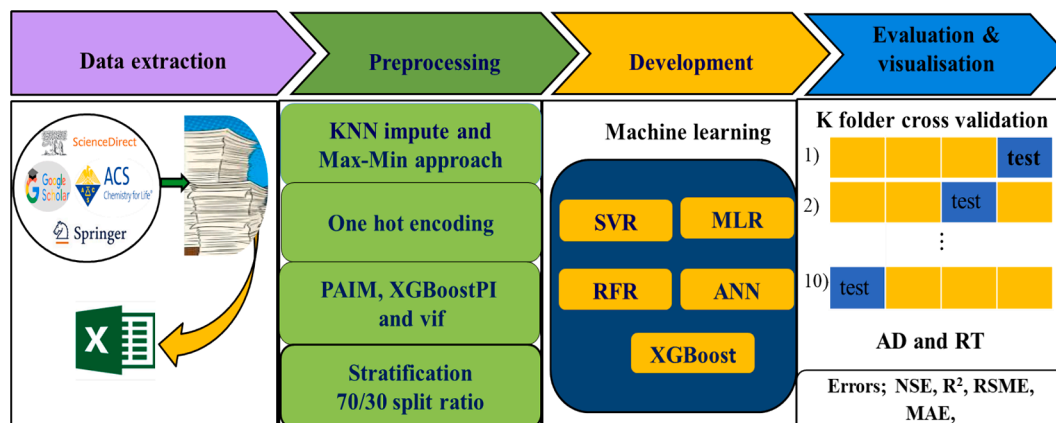 Data extraction
Preprocessing
Development
Evaluation &
visualisation
ScienceDirect
Google
Scholar
ACS
Chemistry for Life®
Springer
X
KNN impute and
Max-Min approach
One hot encoding
PAIM, XGBoostPI
and vif
Stratification
70/30 split ratio
Machine learning
SVR
MLR
RFR
ANN
XGBoost
K folder cross validation
1)
test
2)
test
⋮
10)
test
AD and RT
Errors; NSE, R², RSME,
MAE,